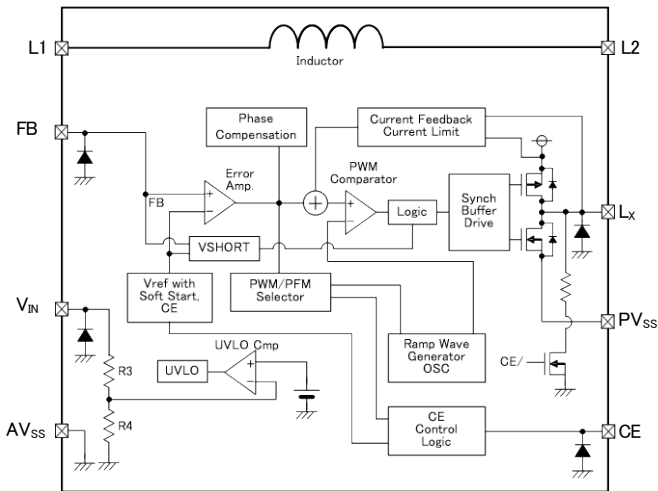 L1
L2
Inductor
FB
Phase
Compensation
Current Feedback
Current Limit
Error
Amp.
PWM
Comparator
FB
+
−
+
+
−
Logic
Synch
Buffer
Drive
LX
VSHORT
Vref with
Soft Start,
CE
PWM/PFM
Selector
VIN
PVSS
UVLO Cmp
Ramp Wave
Generator
OSC
R3
UVLO
+
−
CE/
AVSS
R4
CE
Control
Logic
CE